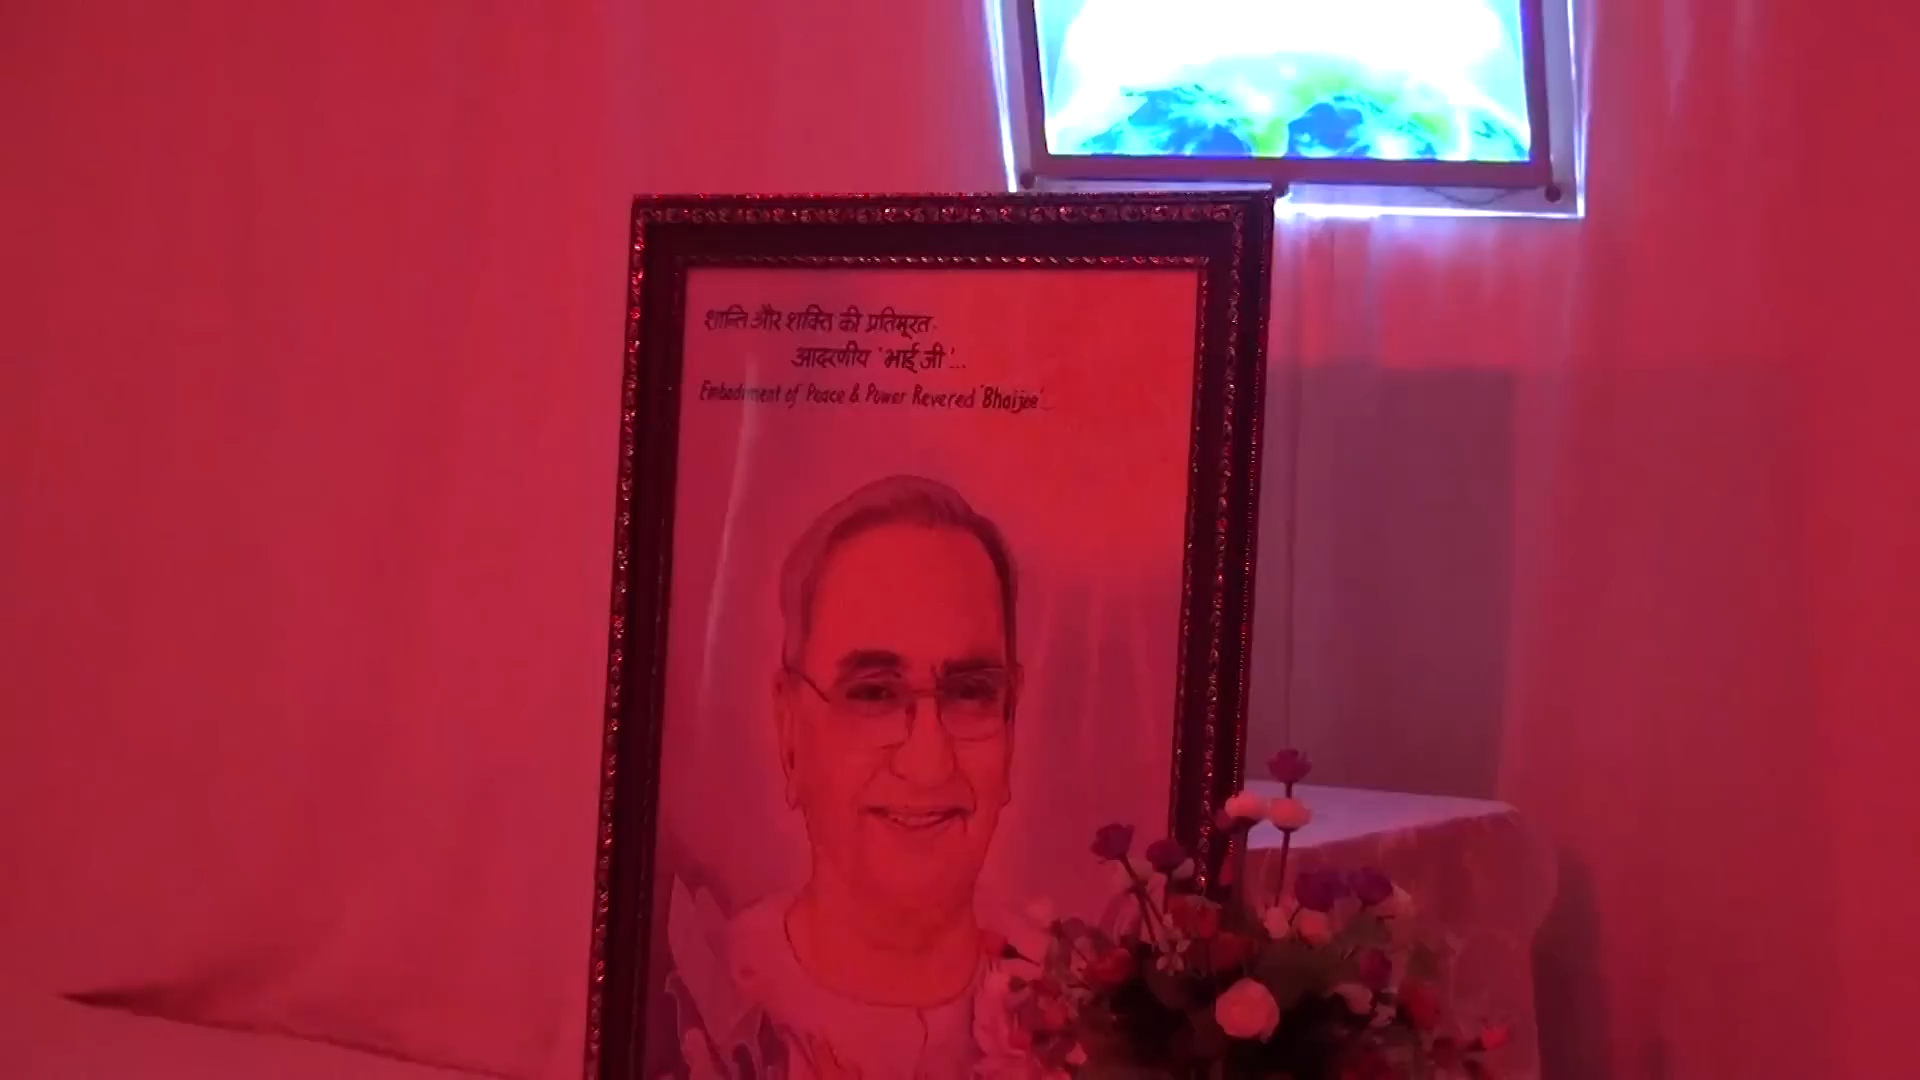 शान्ति और शक्ति की प्रतिमूरत-
आदरणीय 'भाई जी'...
Embodiment of Peace & Power Revered 'Bhaijee'...